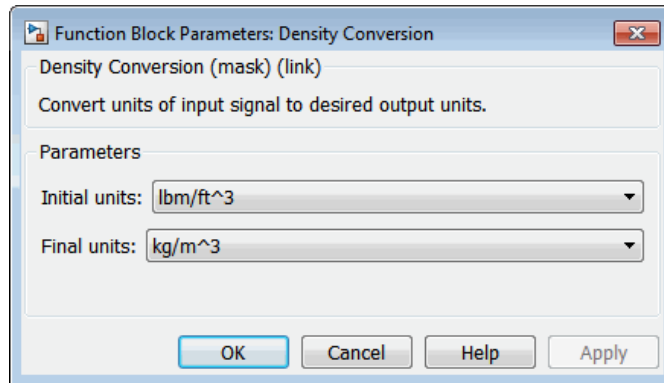 Function Block Parameters: Density Conversion
Density Conversion (mask) (link)
Convert units of input signal to desired output units.
Parameters
Initial units: lbm/ft^3
Final units: kg/m^3
OK Cancel Help Apply